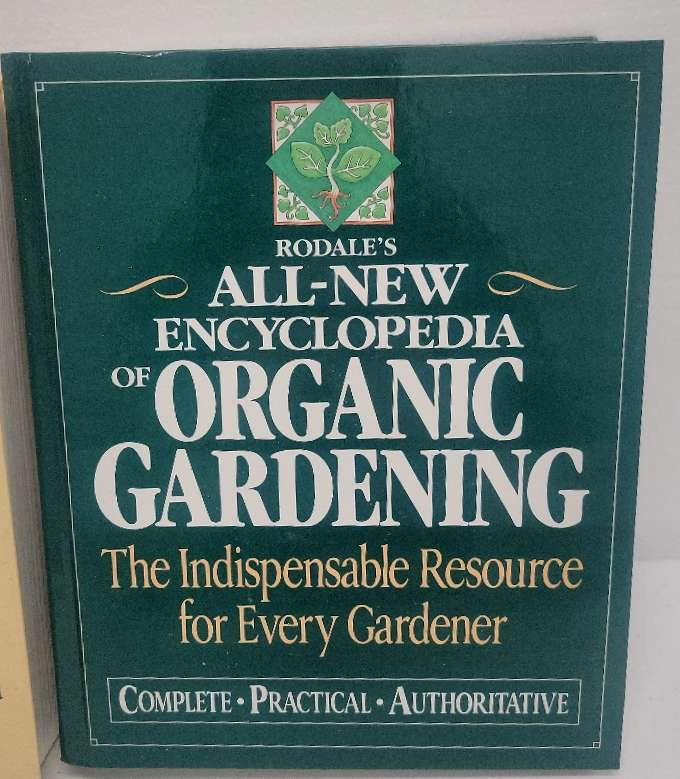 RODALE'S
ALL-NEW
ENCYCLOPEDIA
OF ORGANIC
GARDENING
The Indispensable Resource
for Every Gardener
COMPLETE • PRACTICAL • AUTHORITATIVE